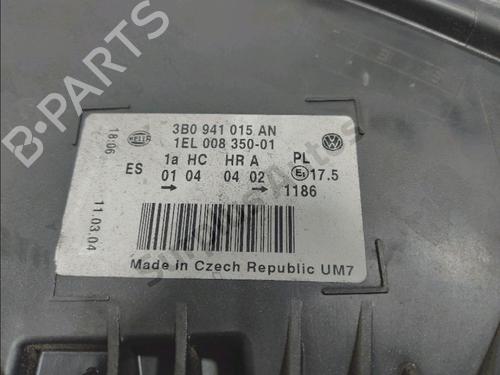 B-PARTS
HELLA 3B0 941 015 AN
1EL 008 350-01
18:06
ES 1a HC HR A PL
01 04 04 02 E1 17.5
→ → 1186
11.03.04
Made in Czech Republic UM7